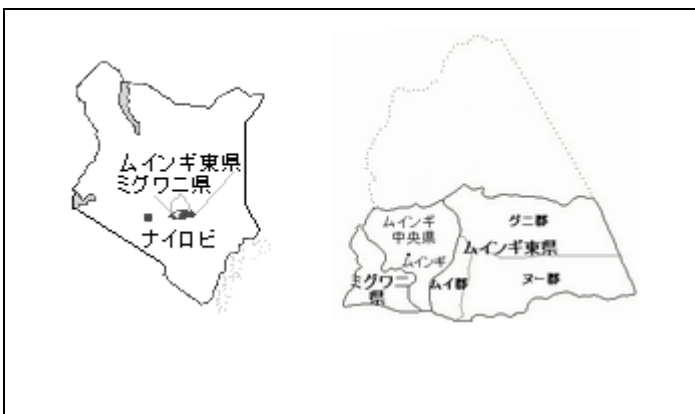 ムインギ東県
ミグワニ県
ナイロビ
ムインギ
中央県
グニ郡
ムインギ東県
ムインギ
ミグワニ
県
ムイ郡
ヌー郡